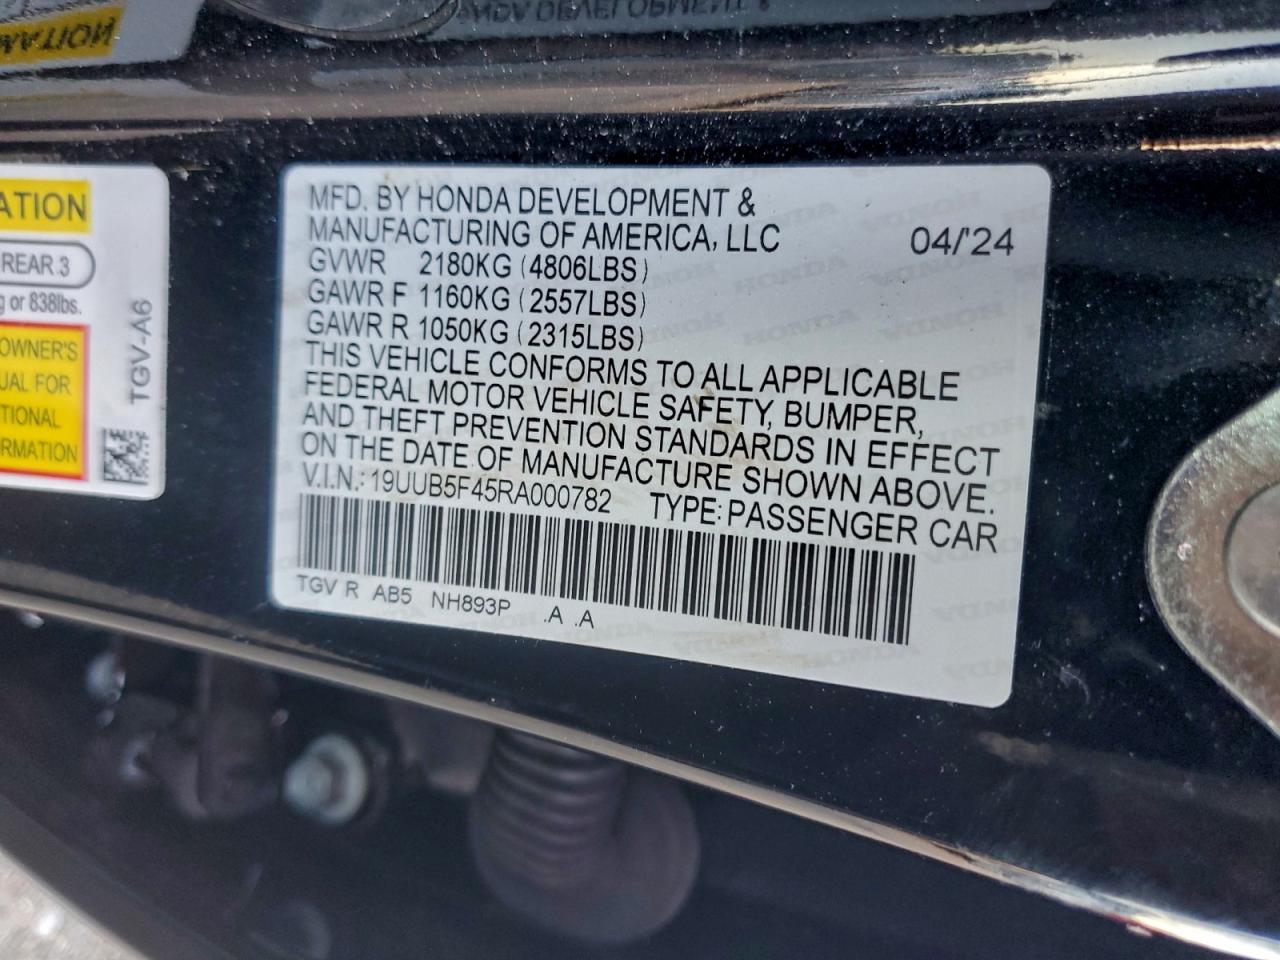 ATION
REAR 3
g or 838lbs.
OWNER'S
UAL FOR
TIONAL
RMATION
TGV-A6
MFD. BY HONDA DEVELOPMENT &
MANUFACTURING OF AMERICA, LLC 04/'24
GVWR 2180KG (4806LBS)
GAWR F 1160KG (2557LBS)
GAWR R 1050KG (2315LBS)
THIS VEHICLE CONFORMS TO ALL APPLICABLE
FEDERAL MOTOR VEHICLE SAFETY, BUMPER,
AND THEFT PREVENTION STANDARDS IN EFFECT
ON THE DATE OF MANUFACTURE SHOWN ABOVE.
V.I.N.: 19UUB5F45RA000782 TYPE: PASSENGER CAR
TGV R AB5 NH893P .A .A